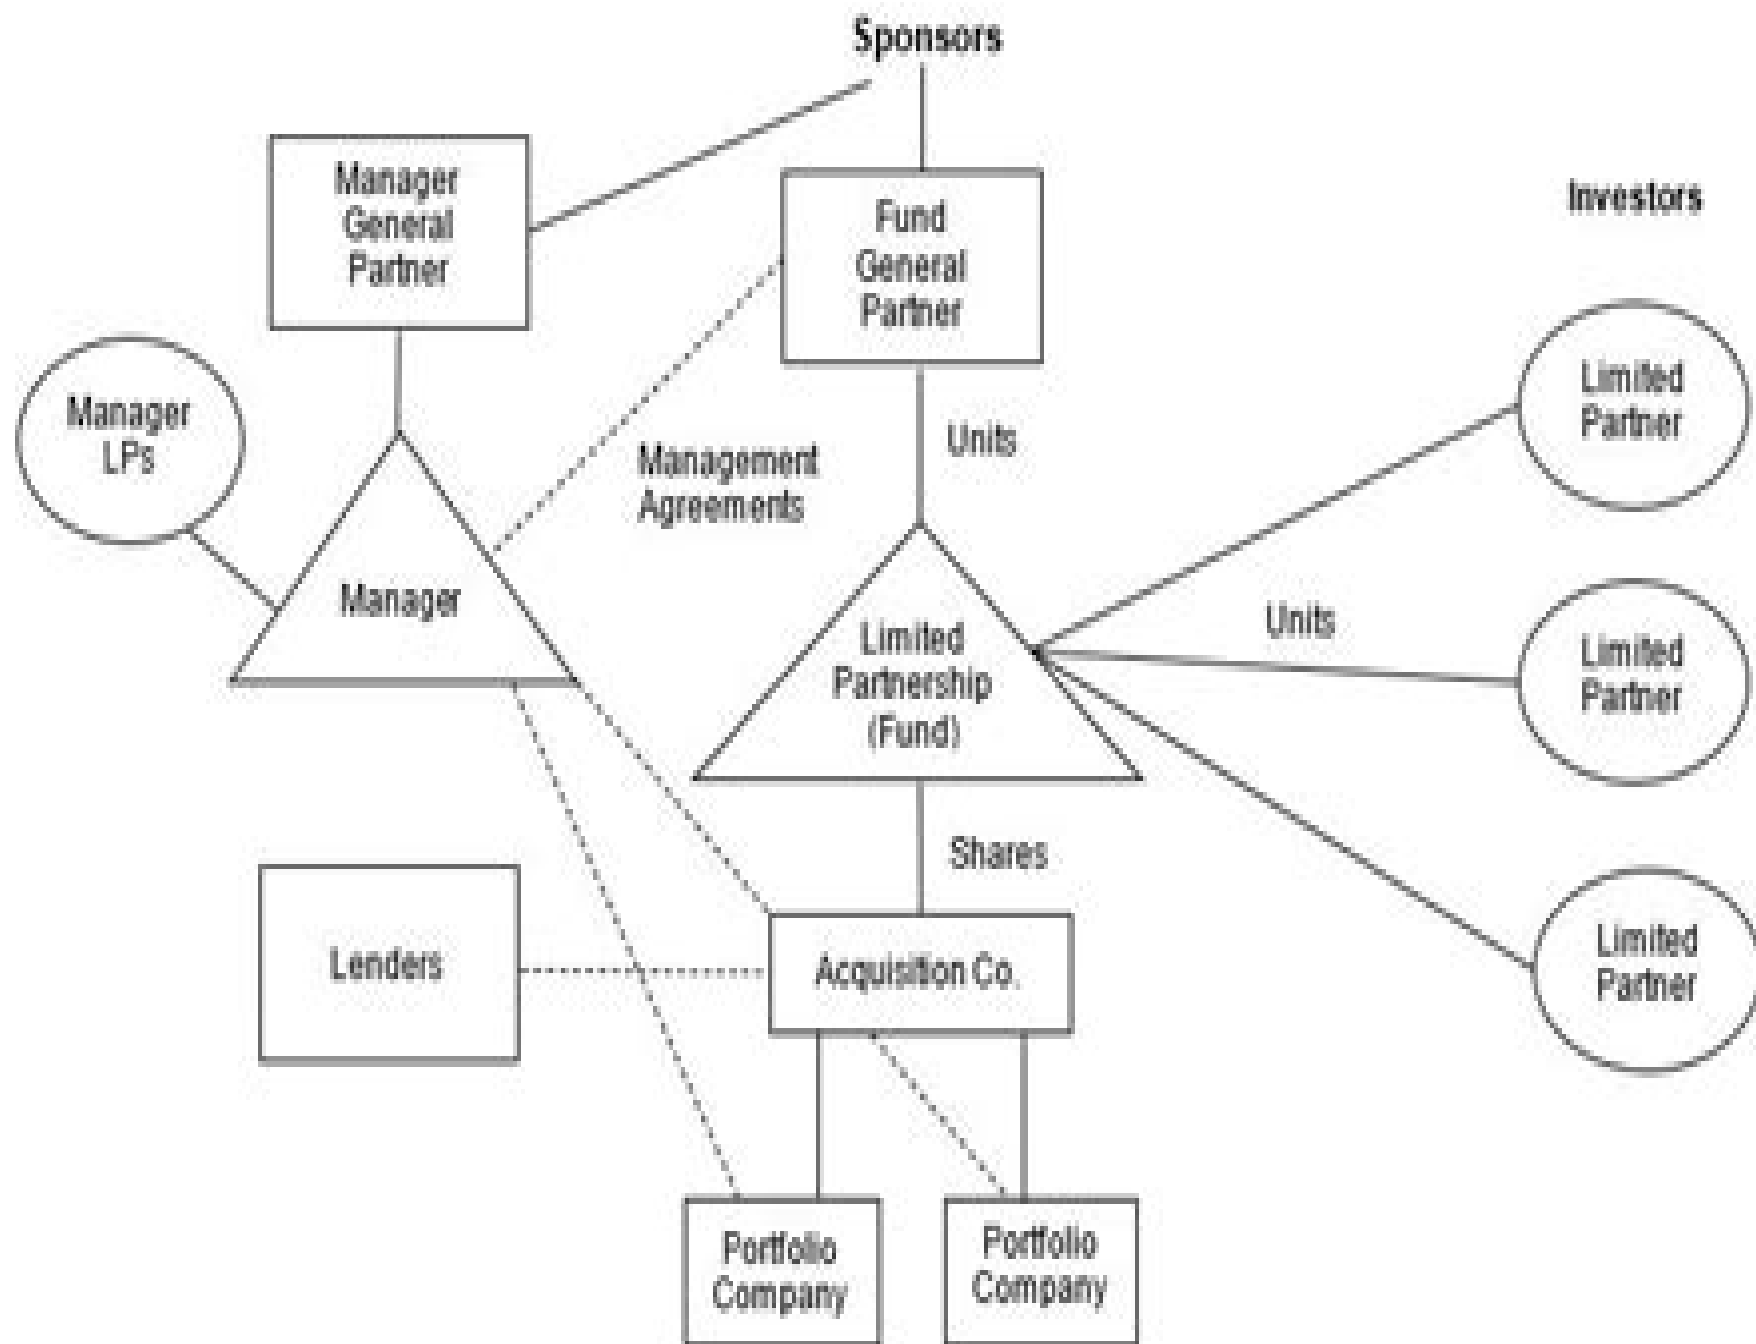 Sponsors
Manager
General
Partner
Fund
General
Partner
Investors
Manager
LPs
Management
Agreements
Units
Limited
Partner
Manager
Limited
Partnership
(Fund)
Units
Limited
Partner
Shares
Lenders
Acquisition Co.
Limited
Partner
Portfolio
Company
Portfolio
Company